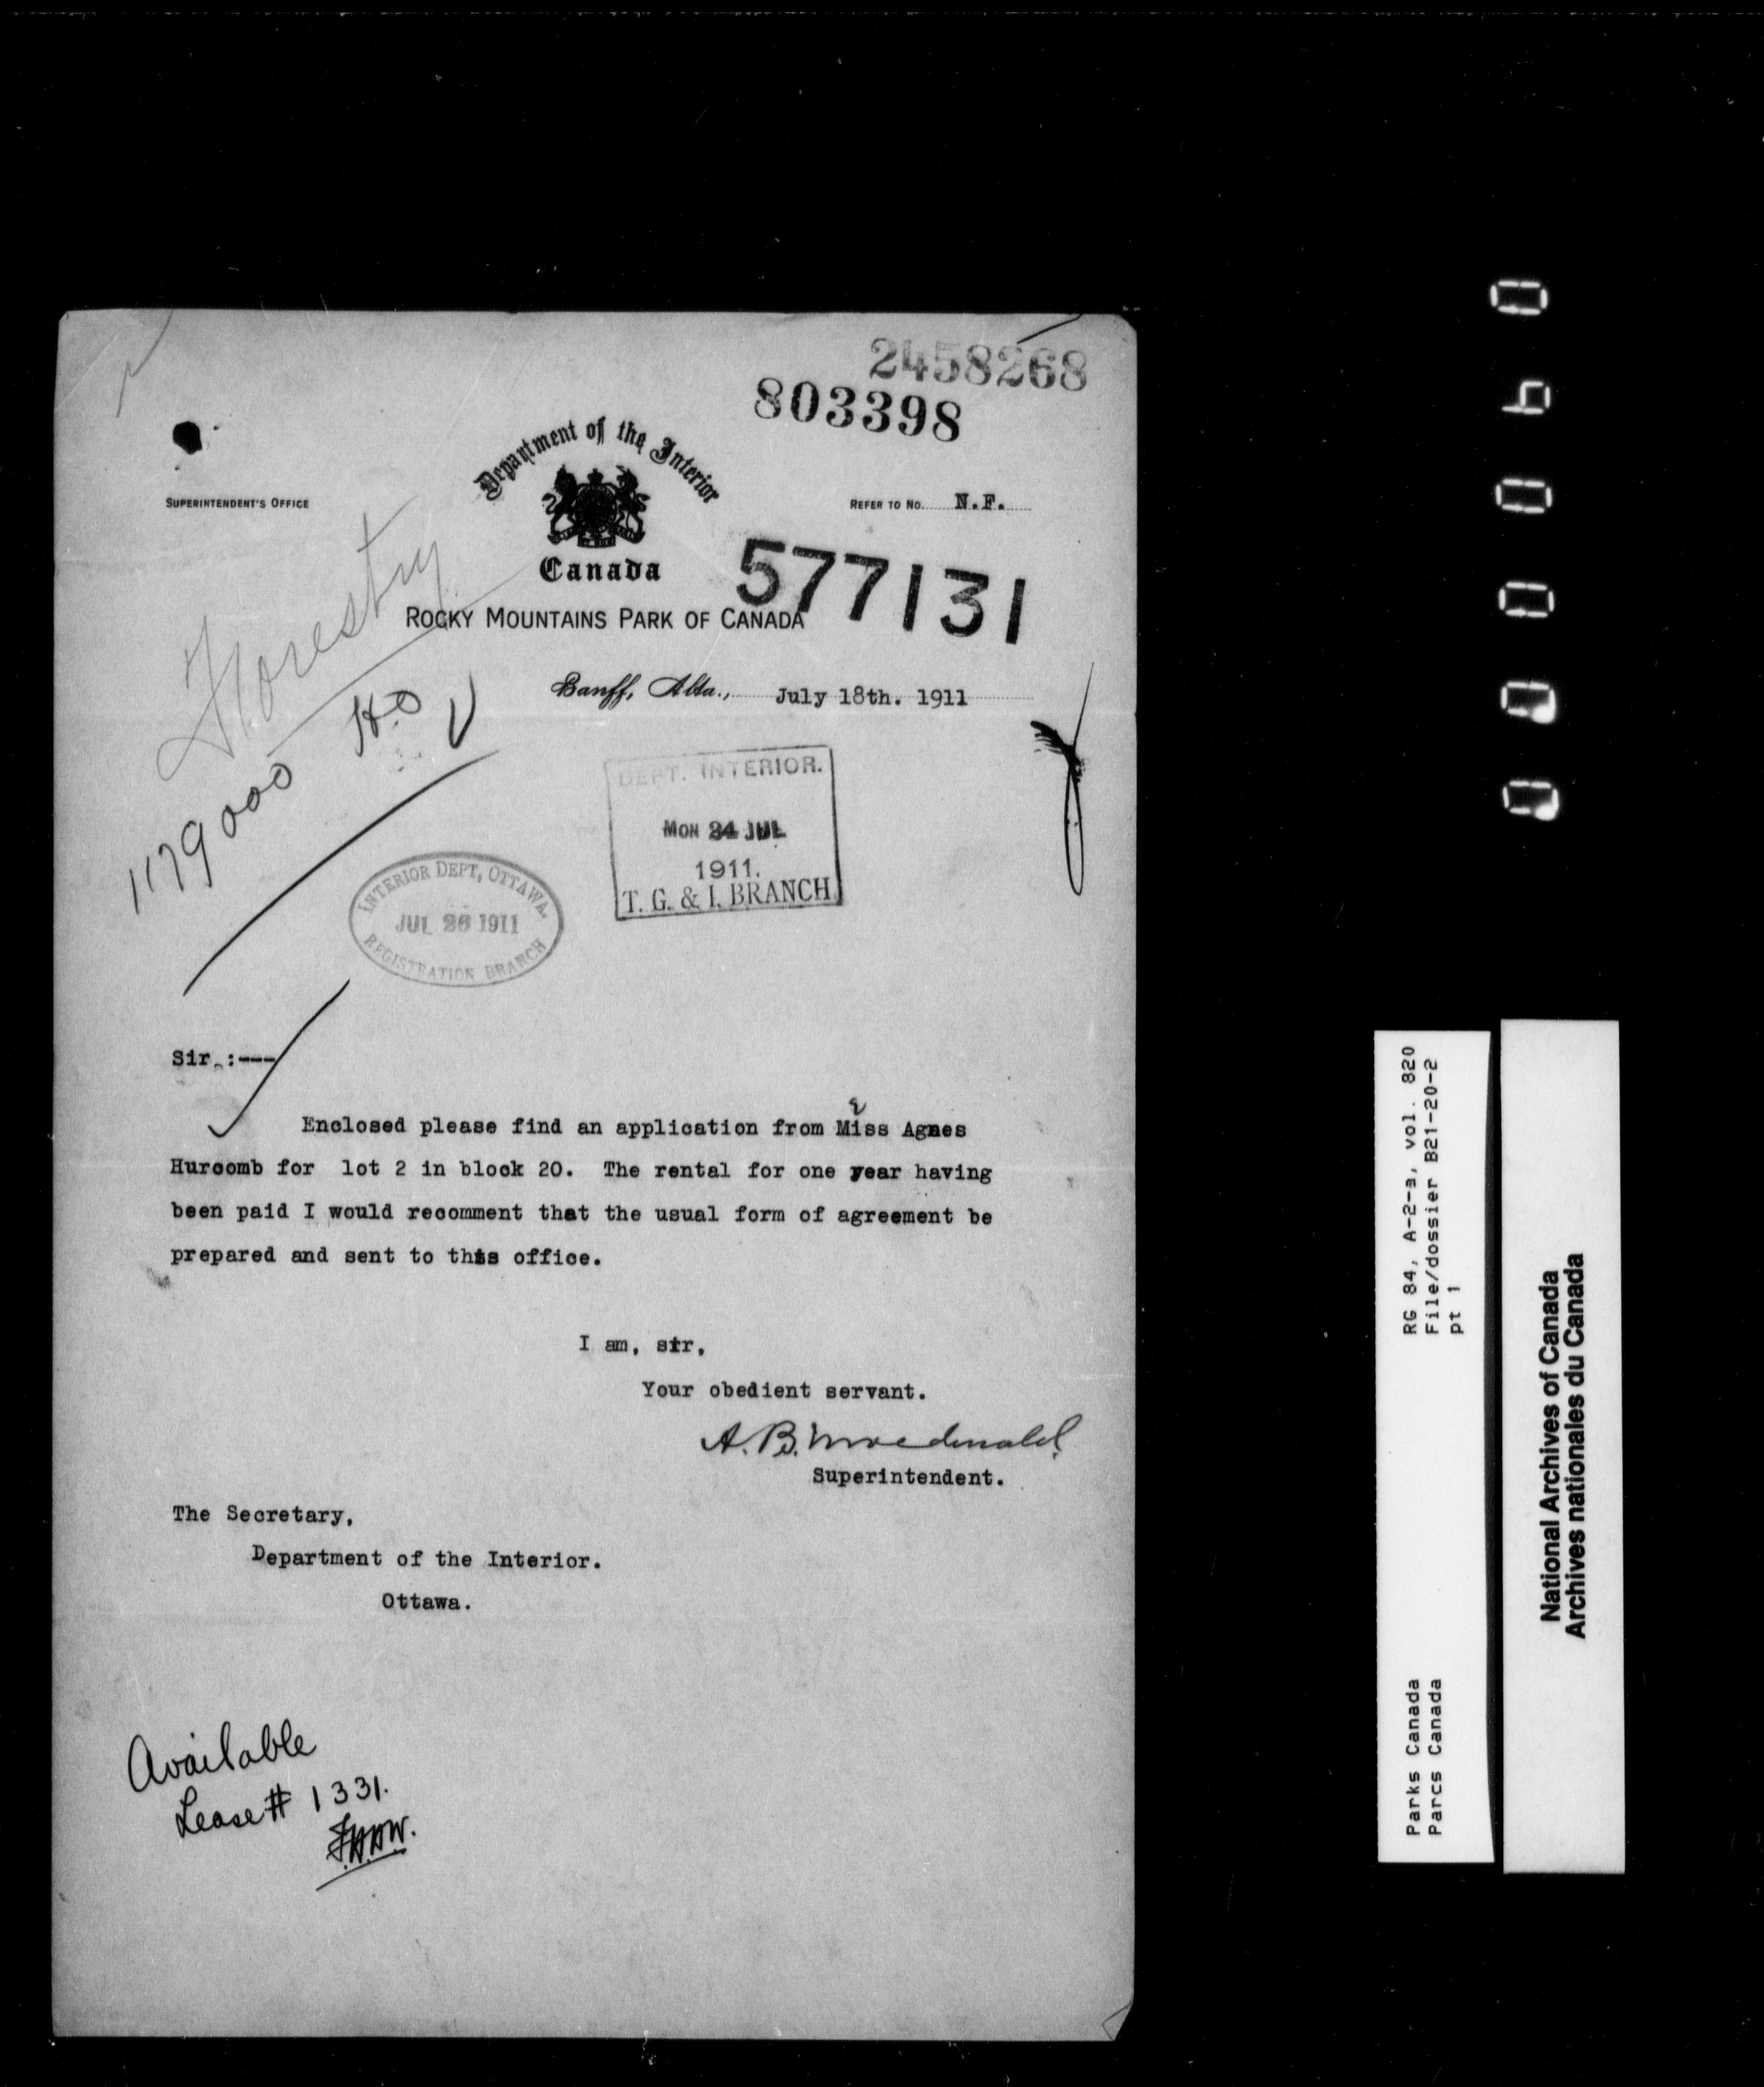 2458268
803398
Department of the Interior
SUPERINTENDENT'S OFFICE
REFER TO NO. N.F.
Canada
577131
ROCKY MOUNTAINS PARK OF CANADA
Forestry
Banff, Alta., July 18th. 1911
H.O
1179000
DEPT. INTERIOR.
MON 24 JUL
1911.
T. G. & I. BRANCH
INTERIOR DEPT, OTTAWA.
JUL 26 1911
REGISTRATION BRANCH
Sir.:---
Enclosed please find an application from Miss Agnes
Hurcomb for lot 2 in block 20. The rental for one year having
been paid I would recomment that the usual form of agreement be
prepared and sent to this office.
I am, sir,
Your obedient servant.
A. B. Macdonald.
Superintendent.
The Secretary,
Department of the Interior.
Ottawa.
Available
Lease # 1331.
RG 84, A-2-a, vol. 820
File/dossier B21-20-2
pt 1
Parks Canada
Parcs Canada
National Archives of Canada
Archives nationales du Canada